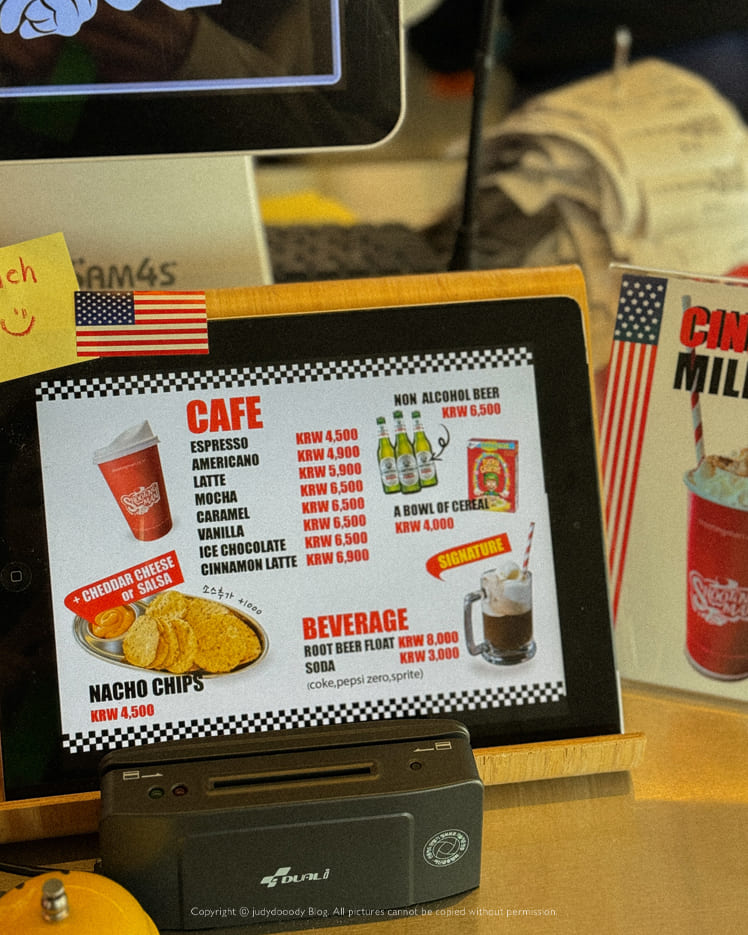 SAM4S
CAFE
ESPRESSO KRW 4,500
AMERICANO KRW 4,900
LATTE KRW 5,900
MOCHA KRW 6,500
CARAMEL KRW 6,500
VANILLA KRW 6,500
ICE CHOCOLATE KRW 6,500
CINNAMON LATTE KRW 6,900
NON ALCOHOL BEER
KRW 6,500
A BOWL OF CEREAL
KRW 4,000
+ CHEDDAR CHEESE
or SALSA
소스추가 +1000
NACHO CHIPS
KRW 4,500
SIGNATURE
BEVERAGE
ROOT BEER FLOAT KRW 8,000
SODA KRW 3,000
(coke,pepsi zero,sprite)
SMOKING
MAN
CIN
MIL
DUALi
Copyright ⓒ judydooody Blog. All pictures cannot be copied without permission.